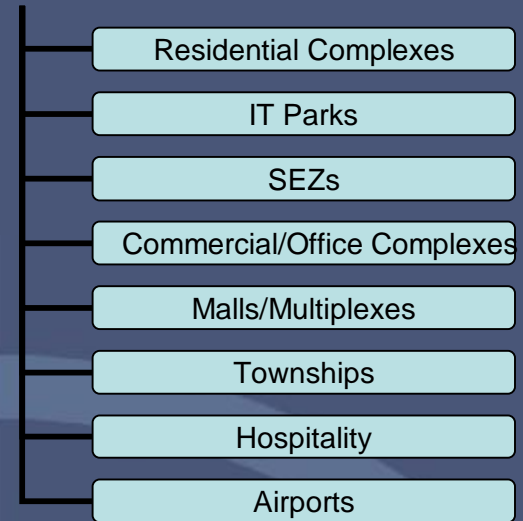 Residential Complexes
IT Parks
SEZs
Commercial/Office Complexes
Malls/Multiplexes
Townships
Hospitality
Airports